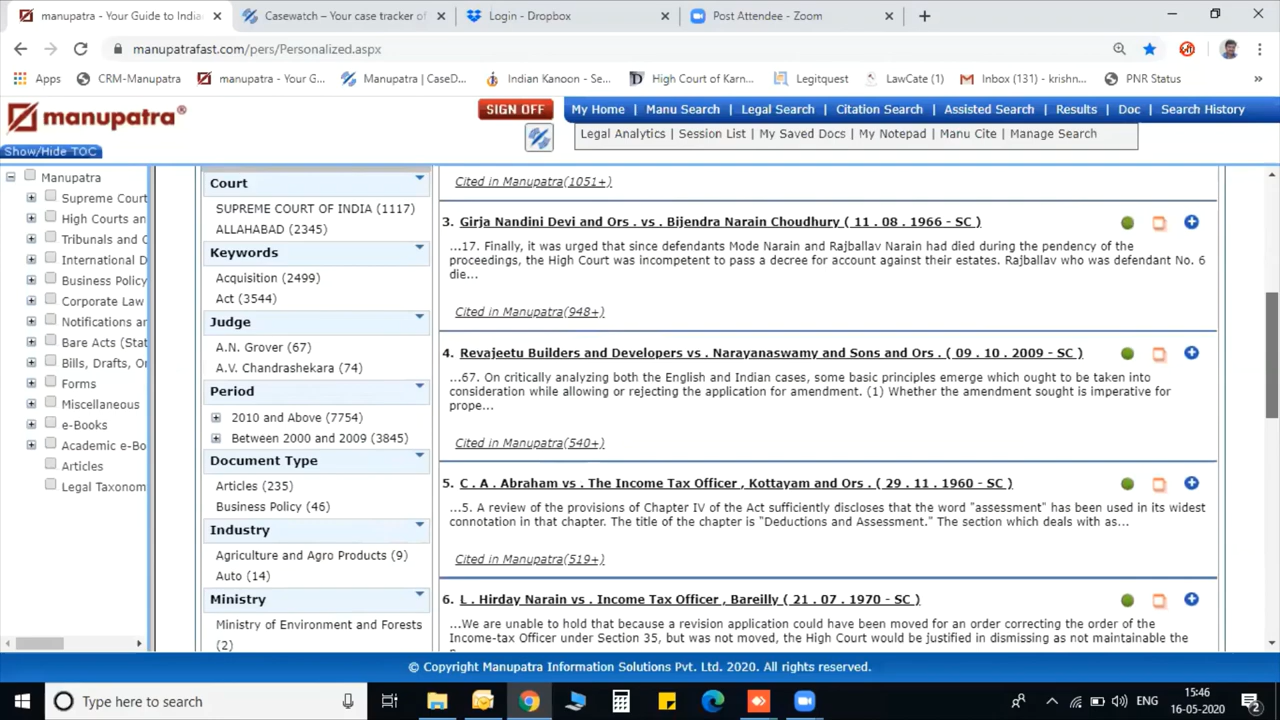 manupatra - Your Guide to India
Casewatch – Your case tracker of
Login - Dropbox
Post Attendee - Zoom
manupatrafast.com/pers/Personalized.aspx
Apps
CRM-Manupatra
manupatra - Your G...
Manupatra | CaseD...
Indian Kanoon - Se...
High Court of Karn...
Legitquest
LawCate (1)
Inbox (131) - krishn...
PNR Status
»
manupatra®
SIGN OFF
My Home | Manu Search | Legal Search | Citation Search | Assisted Search | Results | Doc | Search History
Legal Analytics | Session List | My Saved Docs | My Notepad | Manu Cite | Manage Search
Show/Hide TOC
Manupatra
Supreme Court
High Courts an
Tribunals and C
International D
Business Policy
Corporate Law
Notifications ar
Bare Acts (Stat
Bills, Drafts, Or
Forms
Miscellaneous
e-Books
Academic e-Bo
Articles
Legal Taxonom
Court
SUPREME COURT OF INDIA (1117)
ALLAHABAD (2345)
Keywords
Acquisition (2499)
Act (3544)
Judge
A.N. Grover (67)
A.V. Chandrashekara (74)
Period
2010 and Above (7754)
Between 2000 and 2009 (3845)
Document Type
Articles (235)
Business Policy (46)
Industry
Agriculture and Agro Products (9)
Auto (14)
Ministry
Ministry of Environment and Forests
(2)
Cited in Manupatra(1051+)
3. Girja Nandini Devi and Ors . vs . Bijendra Narain Choudhury ( 11 . 08 . 1966 - SC )
...17. Finally, it was urged that since defendants Mode Narain and Rajballav Narain had died during the pendency of the
proceedings, the High Court was incompetent to pass a decree for account against their estates. Rajballav who was defendant No. 6
die...
Cited in Manupatra(948+)
4. Revajeetu Builders and Developers vs . Narayanaswamy and Sons and Ors . ( 09 . 10 . 2009 - SC )
...67. On critically analyzing both the English and Indian cases, some basic principles emerge which ought to be taken into
consideration while allowing or rejecting the application for amendment. (1) Whether the amendment sought is imperative for
prope...
Cited in Manupatra(540+)
5. C . A . Abraham vs . The Income Tax Officer , Kottayam and Ors . ( 29 . 11 . 1960 - SC )
...5. A review of the provisions of Chapter IV of the Act sufficiently discloses that the word "assessment" has been used in its widest
connotation in that chapter. The title of the chapter is "Deductions and Assessment." The section which deals with as...
Cited in Manupatra(519+)
6. L . Hirday Narain vs . Income Tax Officer , Bareilly ( 21 . 07 . 1970 - SC )
...We are unable to hold that because a revision application could have been moved for an order correcting the order of the
Income-tax Officer under Section 35, but was not moved, the High Court would be justified in dismissing as not maintainable the
© Copyright Manupatra Information Solutions Pvt. Ltd. 2020. All rights reserved.
Type here to search
ENG
15:46
16-05-2020
2